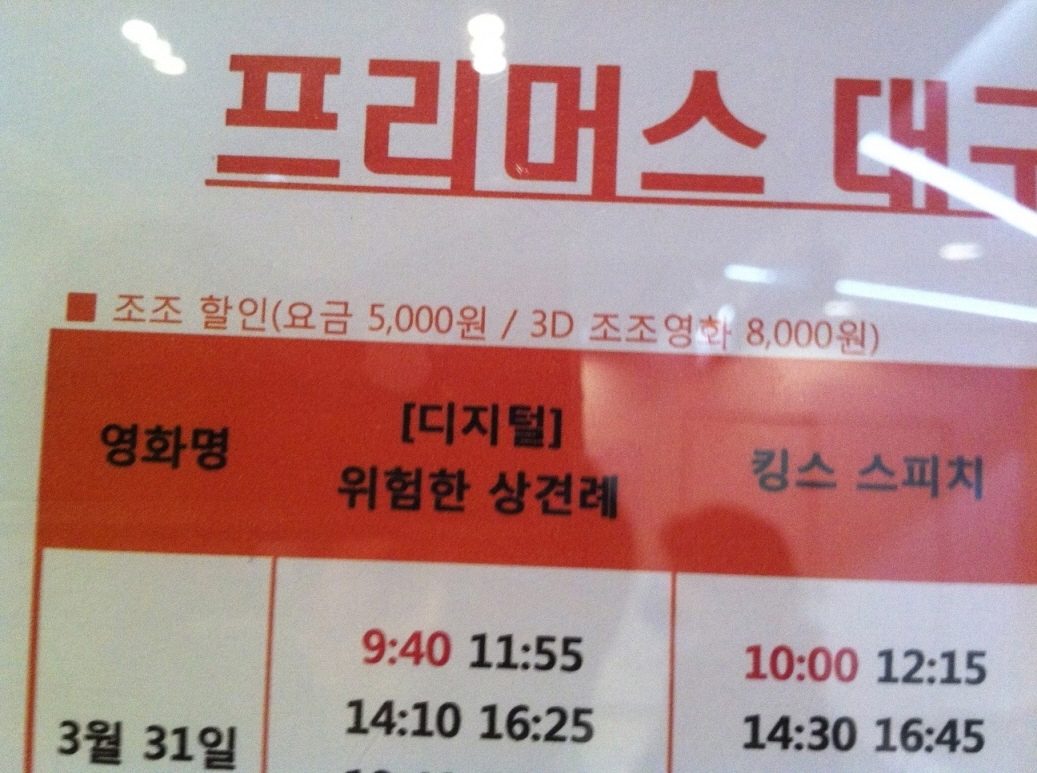 프리머스 대구
■ 조조 할인(요금 5,000원 / 3D 조조영화 8,000원)
영화명
[디지털]
위험한 상견례
킹스 스피치
9:40 11:55
10:00 12:15
14:10 16:25
14:30 16:45
3월 31일